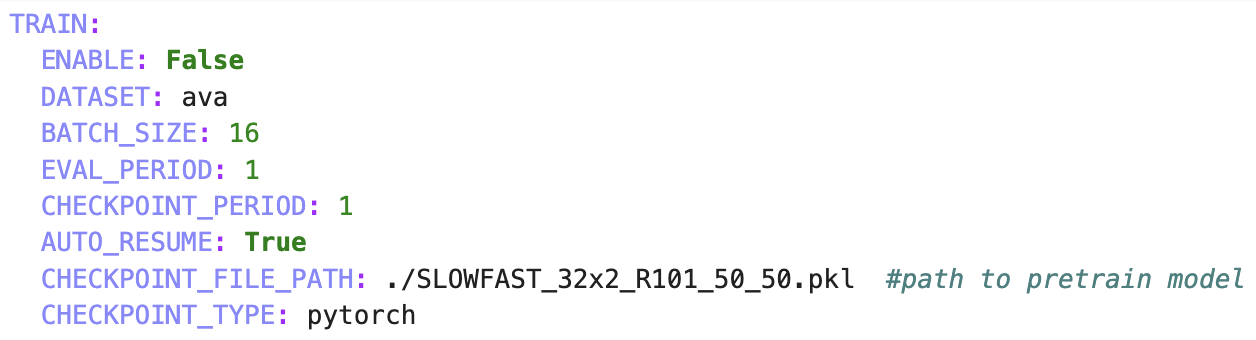 TRAIN:
  ENABLE: False
  DATASET: ava
  BATCH_SIZE: 16
  EVAL_PERIOD: 1
  CHECKPOINT_PERIOD: 1
  AUTO_RESUME: True
  CHECKPOINT_FILE_PATH: ./SLOWFAST_32x2_R101_50_50.pkl  #path to pretrain model
  CHECKPOINT_TYPE: pytorch